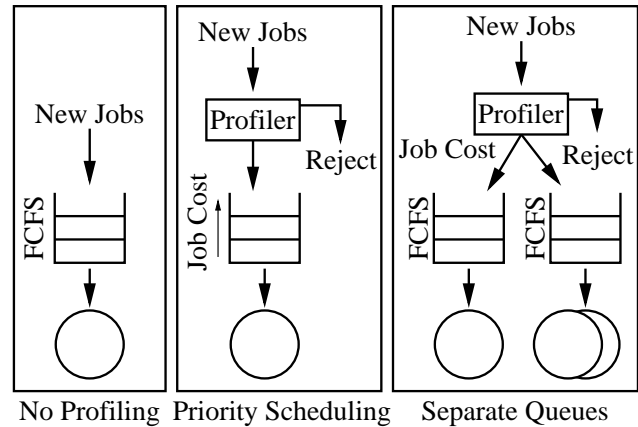 New Jobs
FCFS
No Profiling
New Jobs
Profiler
Reject
Job Cost
Priority Scheduling
New Jobs
Profiler
Job Cost
Reject
FCFS
FCFS
Separate Queues